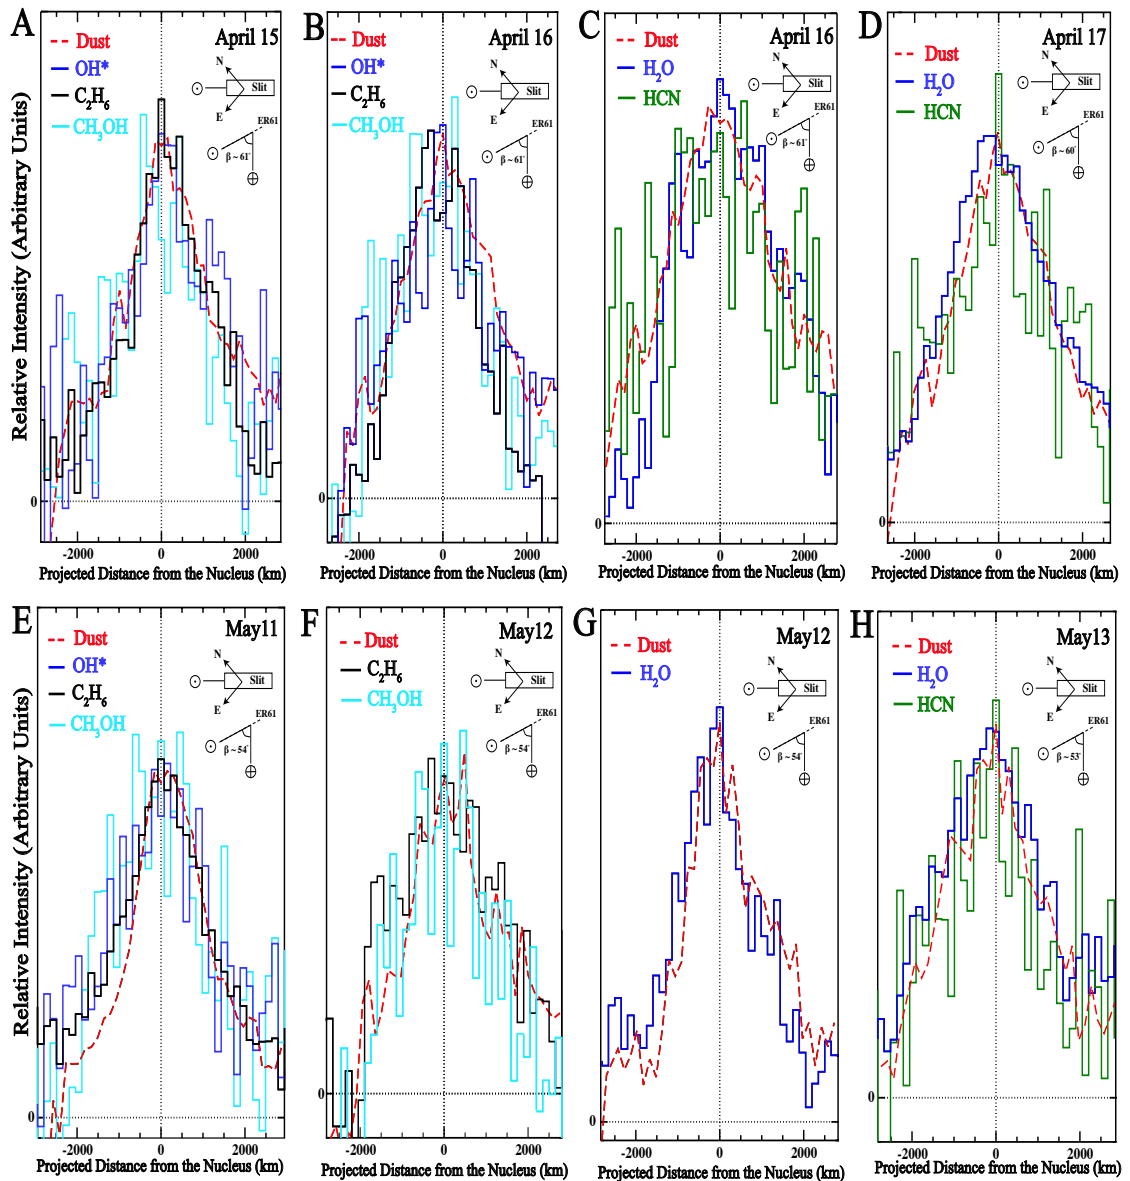 A
April 15
Dust
OH*
C₂H₆
CH₃OH
N
Slit
E
ER61
β~61°
Relative Intensity (Arbitrary Units)
0
-2000 0 2000
Projected Distance from the Nucleus (km)
B
April 16
Dust
OH*
C₂H₆
CH₃OH
N
Slit
E
ER61
β~61°
0
-2000 0 2000
Projected Distance from the Nucleus (km)
C
April 16
Dust
H₂O
HCN
N
Slit
E
ER61
β~61°
0
-2000 0 2000
Projected Distance from the Nucleus (km)
D
April 17
Dust
H₂O
HCN
N
Slit
E
ER61
β~60°
0
-2000 0 2000
Projected Distance from the Nucleus (km)
E
May11
Dust
OH*
C₂H₆
CH₃OH
N
Slit
E
ER61
β~54°
Relative Intensity (Arbitrary Units)
0
-2000 0 2000
Projected Distance from the Nucleus (km)
F
May12
Dust
C₂H₆
CH₃OH
N
Slit
E
ER61
β~54°
0
-2000 0 2000
Projected Distance from the Nucleus (km)
G
May12
Dust
H₂O
N
Slit
E
ER61
β~54°
0
-2000 0 2000
Projected Distance from the Nucleus (km)
H
May13
Dust
H₂O
HCN
N
Slit
E
ER61
β~53°
0
-2000 0 2000
Projected Distance from the Nucleus (km)